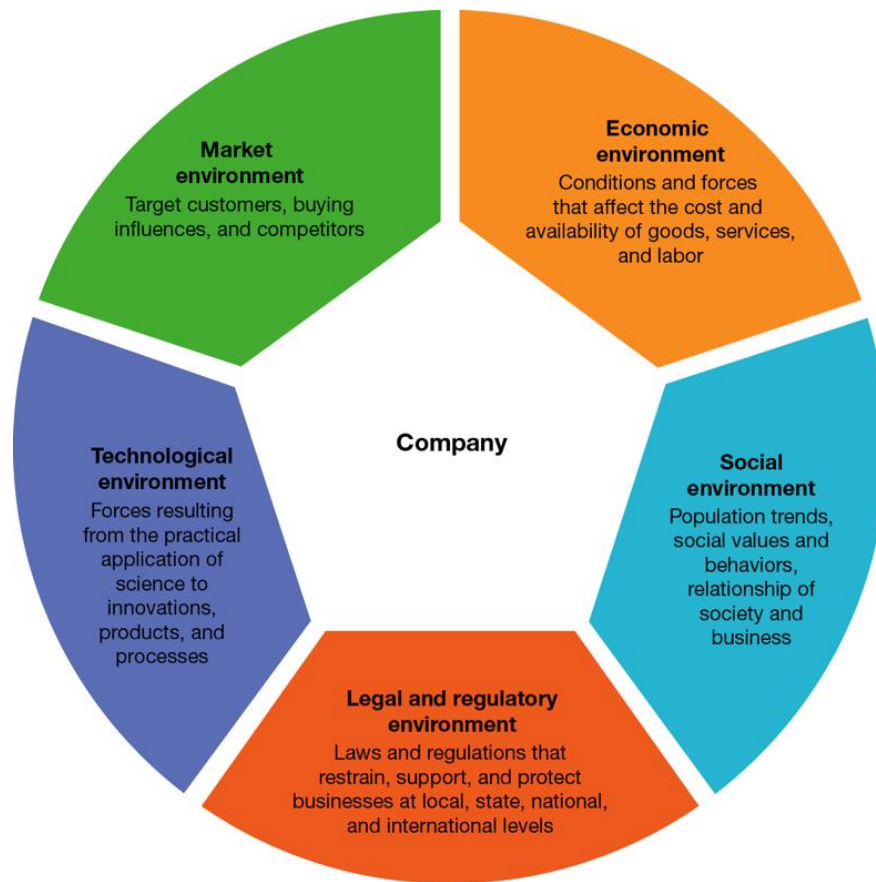 Market
environment
Target customers, buying
influences, and competitors
Economic
environment
Conditions and forces
that affect the cost and
availability of goods, services,
and labor
Company
Technological
environment
Forces resulting
from the practical
application of
science to
innovations,
products, and
processes
Social
environment
Population trends,
social values and
behaviors,
relationship of
society and
business
Legal and regulatory
environment
Laws and regulations that
restrain, support, and protect
businesses at local, state, national,
and international levels